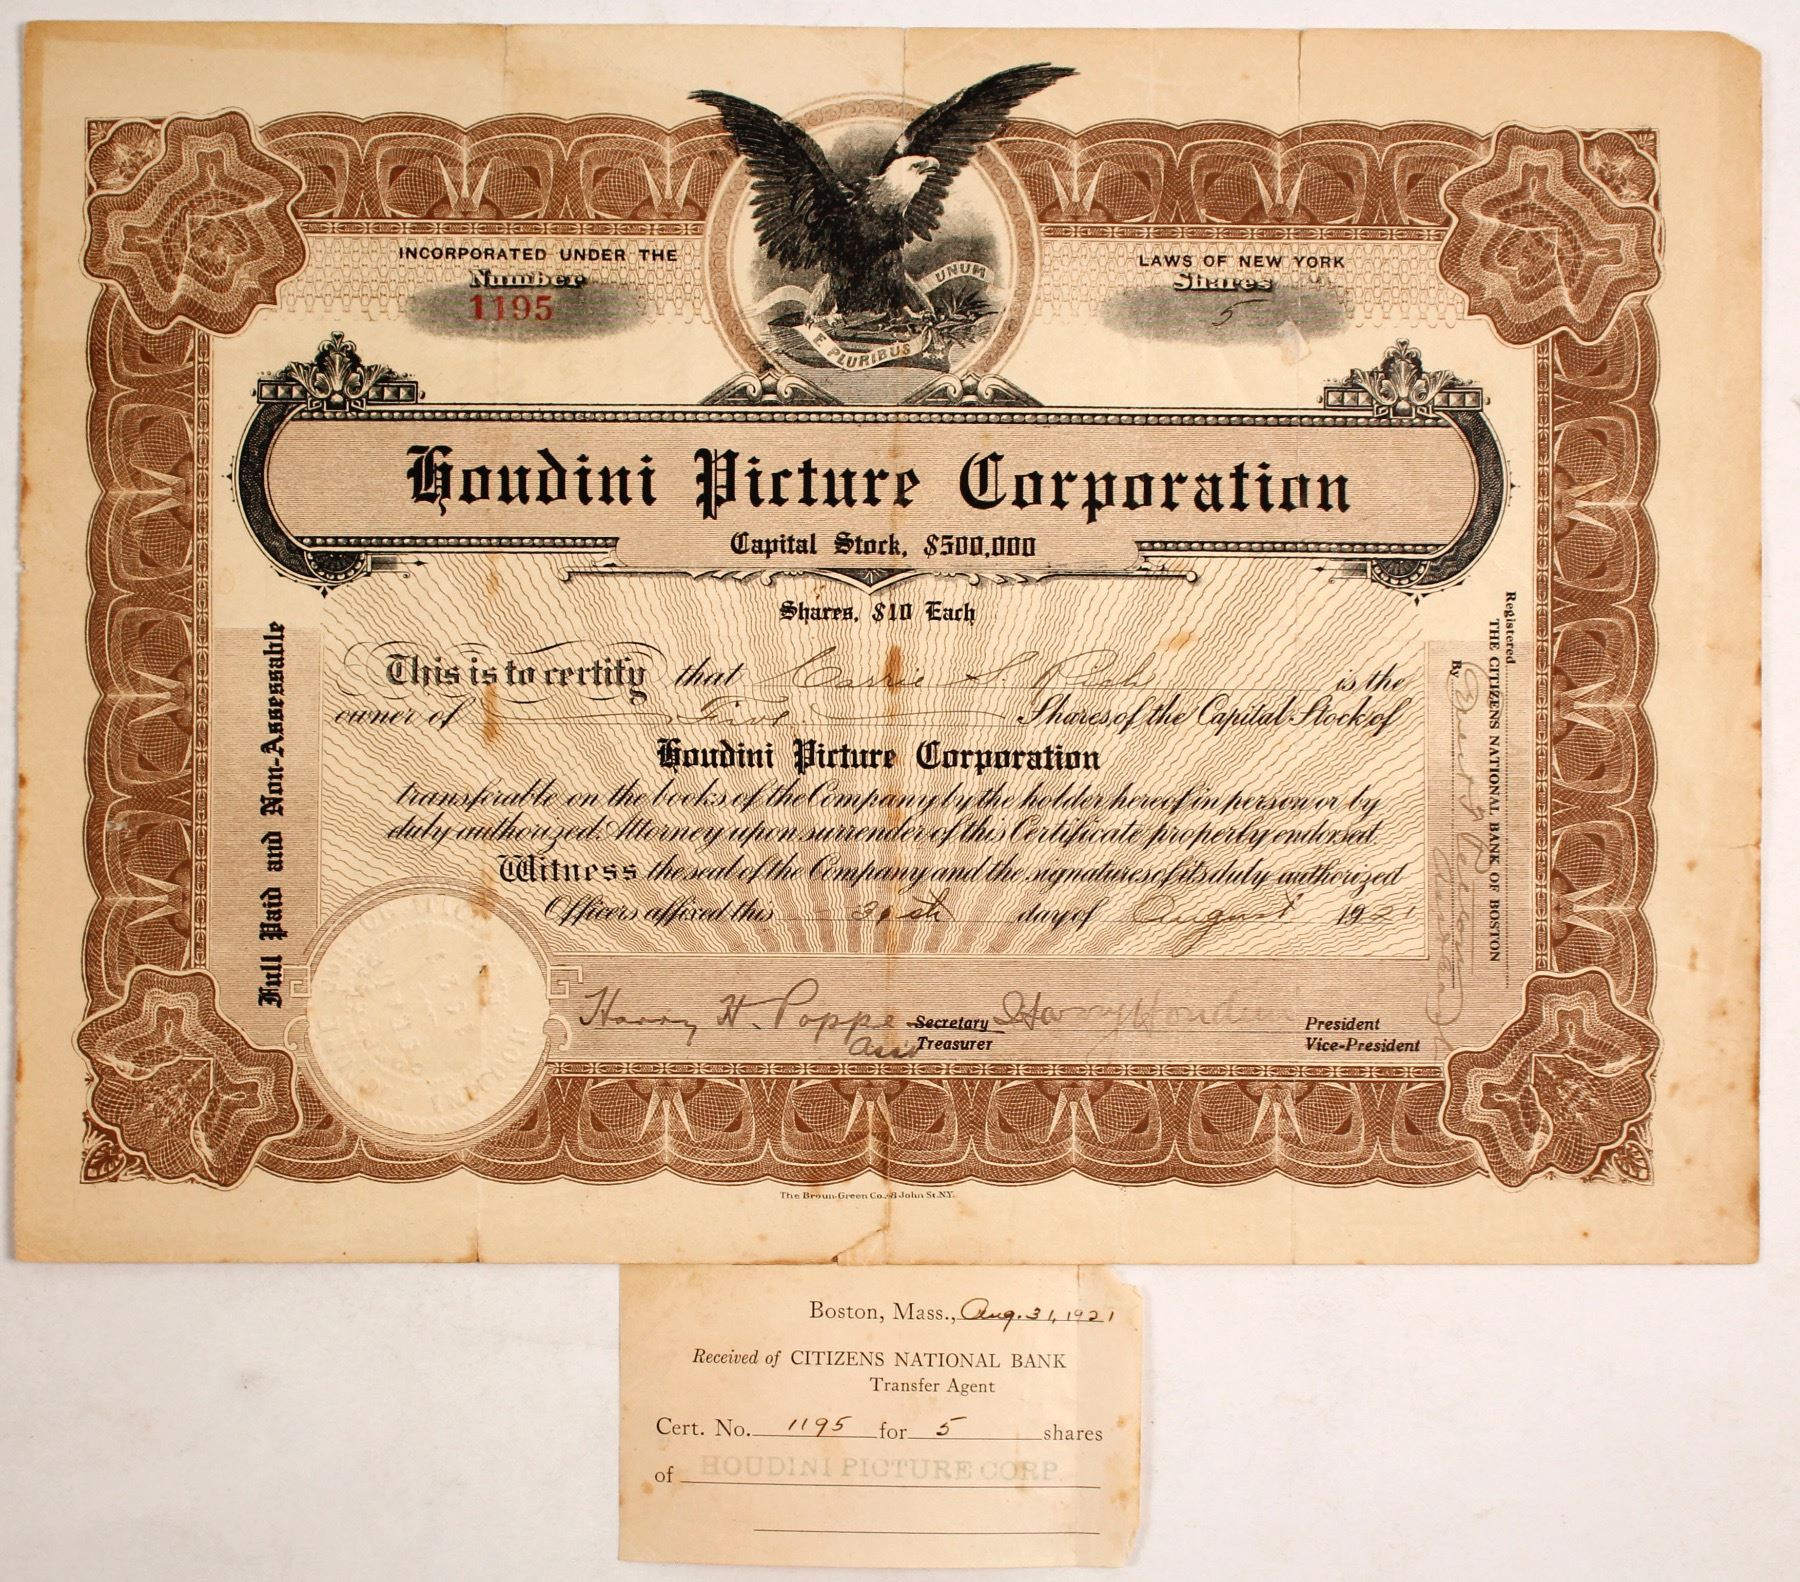 INCORPORATED UNDER THE
LAWS OF NEW YORK
Number
1195
Shares
5
E PLURIBUS UNUM
Houdini Picture Corporation
Capital Stock, $500,000
Shares, $10 Each
This is to certify that Carrie S. Rich is the
owner of Five Shares of the Capital Stock of
Houdini Picture Corporation
transferable on the books of the Company by the holder hereof in person or by
duly authorized Attorney upon surrender of this Certificate properly endorsed.
Witness the seal of the Company and the signatures of its duly authorized
Officers affixed this 31st day of August 1921
Harry H. Poppe Secretary Harry Houdini President
Asst Treasurer Vice-President
Full Paid and Non-Assessable
Registered
THE CITIZENS NATIONAL BANK OF BOSTON
By
The Broun-Green Co., 8 John St. N.Y.
Boston, Mass., Aug. 31, 1921
Received of CITIZENS NATIONAL BANK
Transfer Agent
Cert. No. 1195 for 5 shares
of HOUDINI PICTURE CORP.